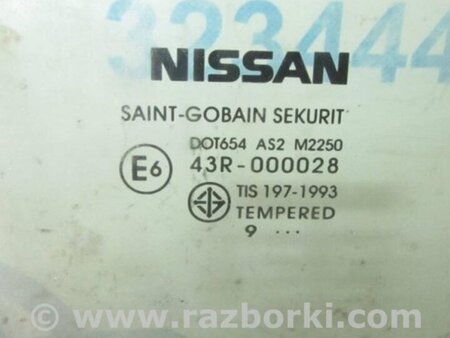 323444
NISSAN
SAINT-GOBAIN SEKURIT
DOT654 AS2 M2250
E6 43R-000028
TIS 197-1993
TEMPERED
9 ...
© www.razborki.com